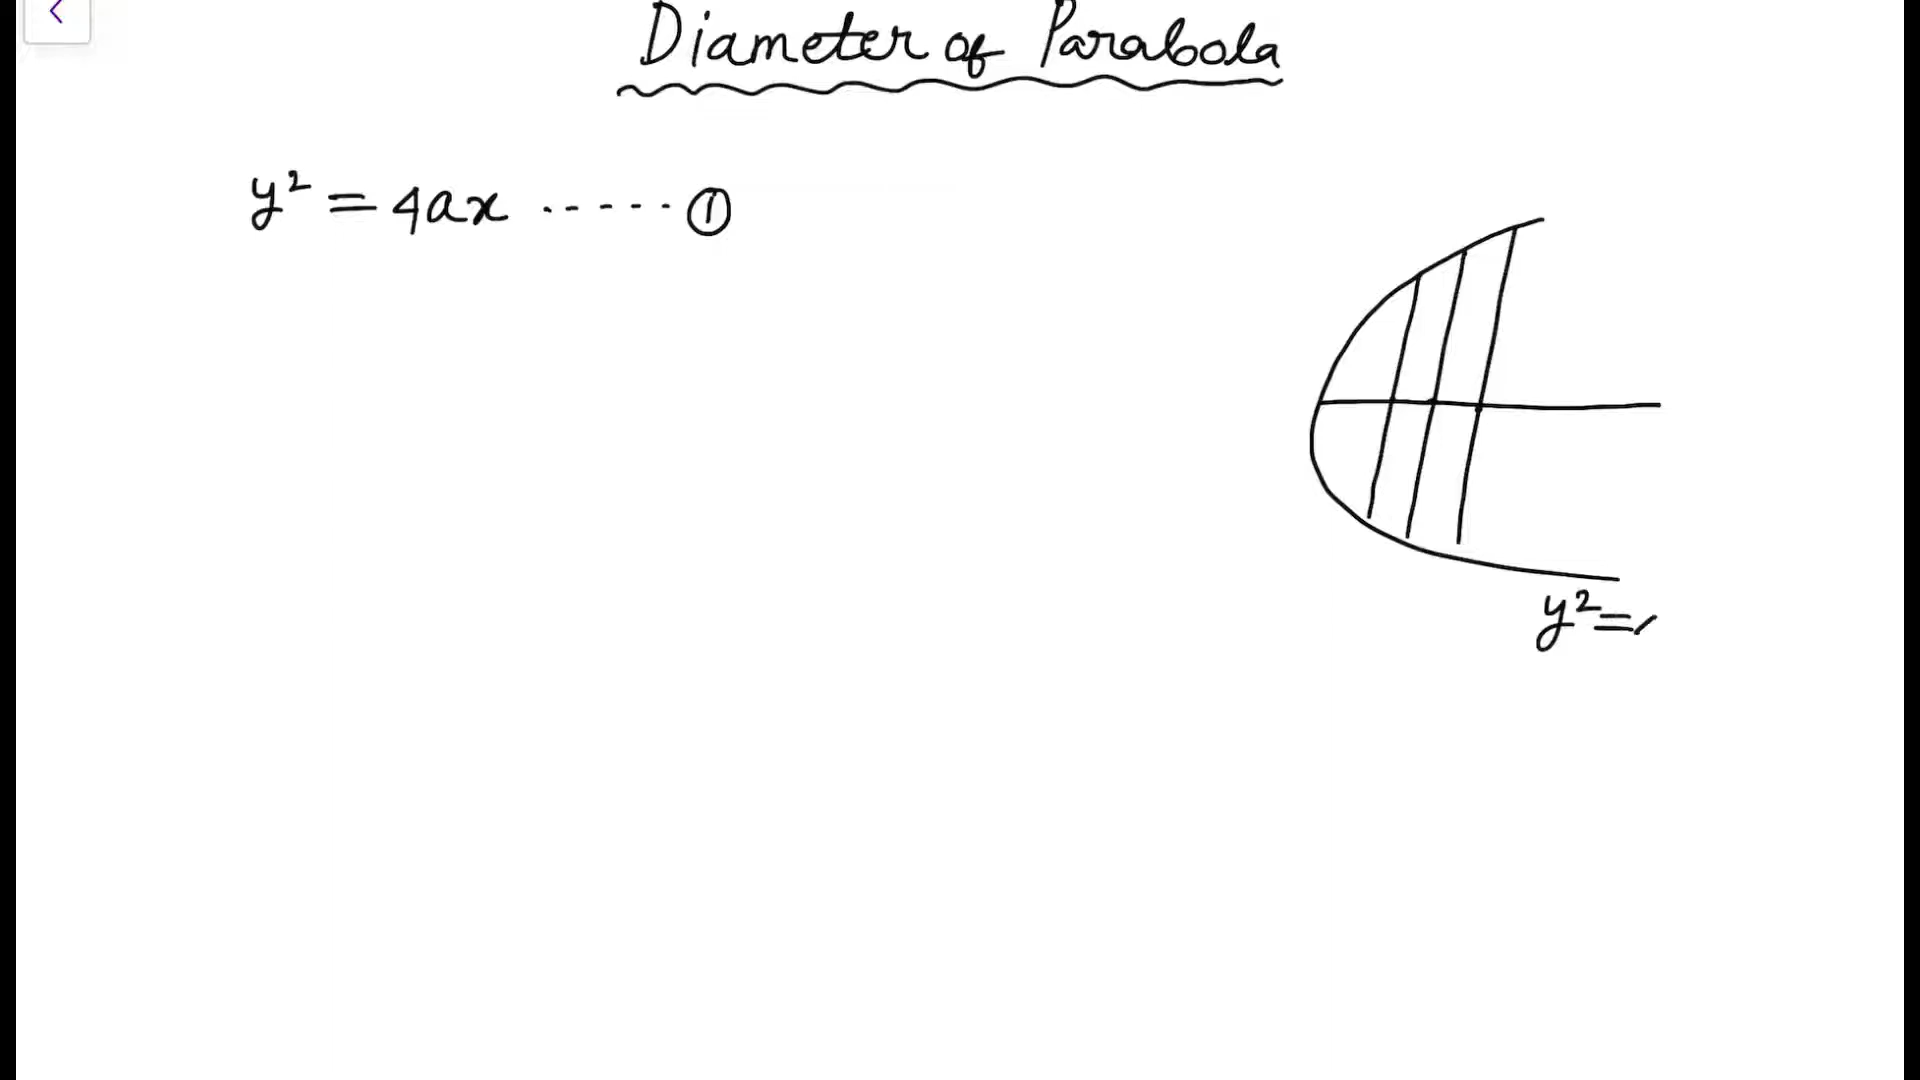 Diameter of Parabola
y² = 4ax ...... ①
y²=